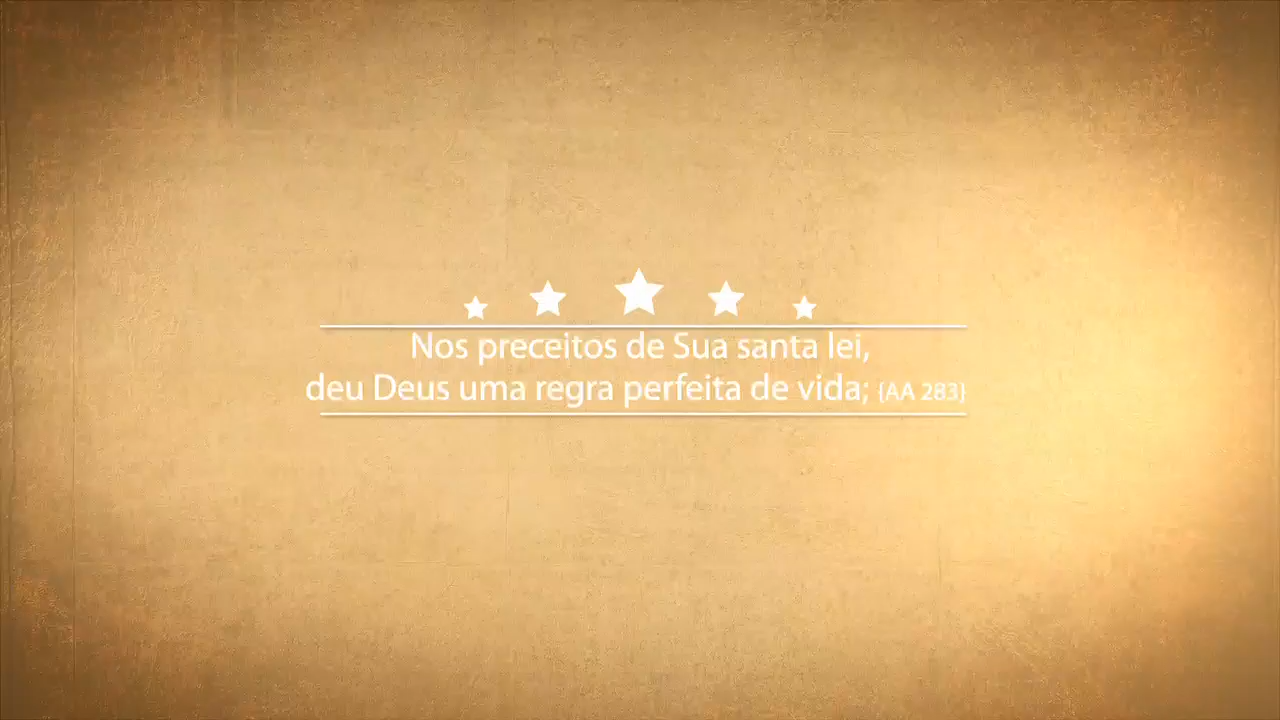 Nos preceitos de Sua santa lei,
deu Deus uma regra perfeita de vida; {AA 283}